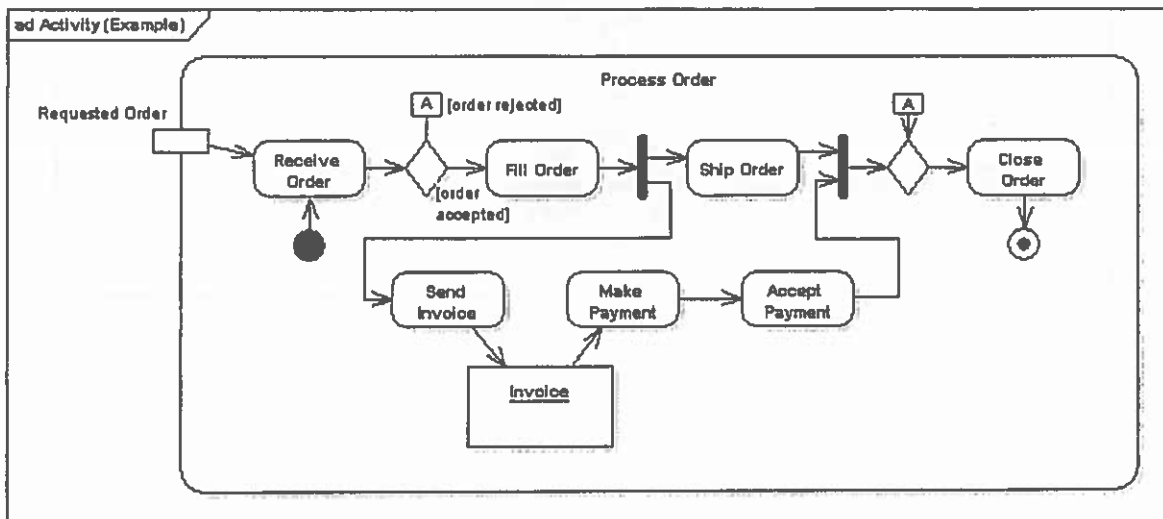 ad Activity (Example)
Process Order
Requested Order
A
[order rejected]
A
Receive
Order
Fill Order
[order
accepted]
Ship Order
Close
Order
Send
Invoice
Make
Payment
Accept
Payment
Invoice